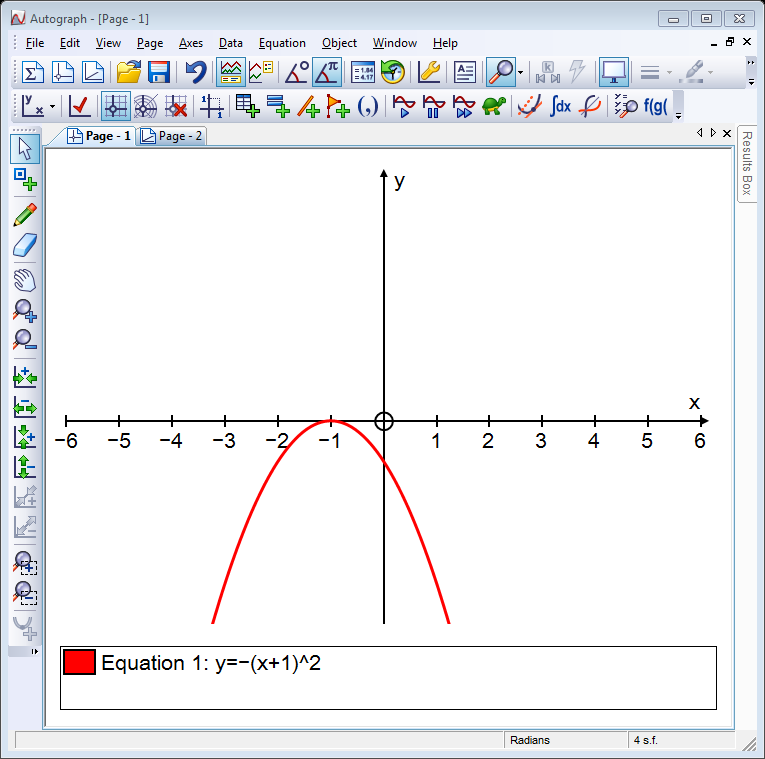 Autograph - [Page - 1]
File Edit View Page Axes Data Equation Object Window Help
Page - 1 Page - 2
Results Box
y
x
−6 −5 −4 −3 −2 −1 1 2 3 4 5 6
Equation 1: y=−(x+1)^2
Radians 4 s.f.